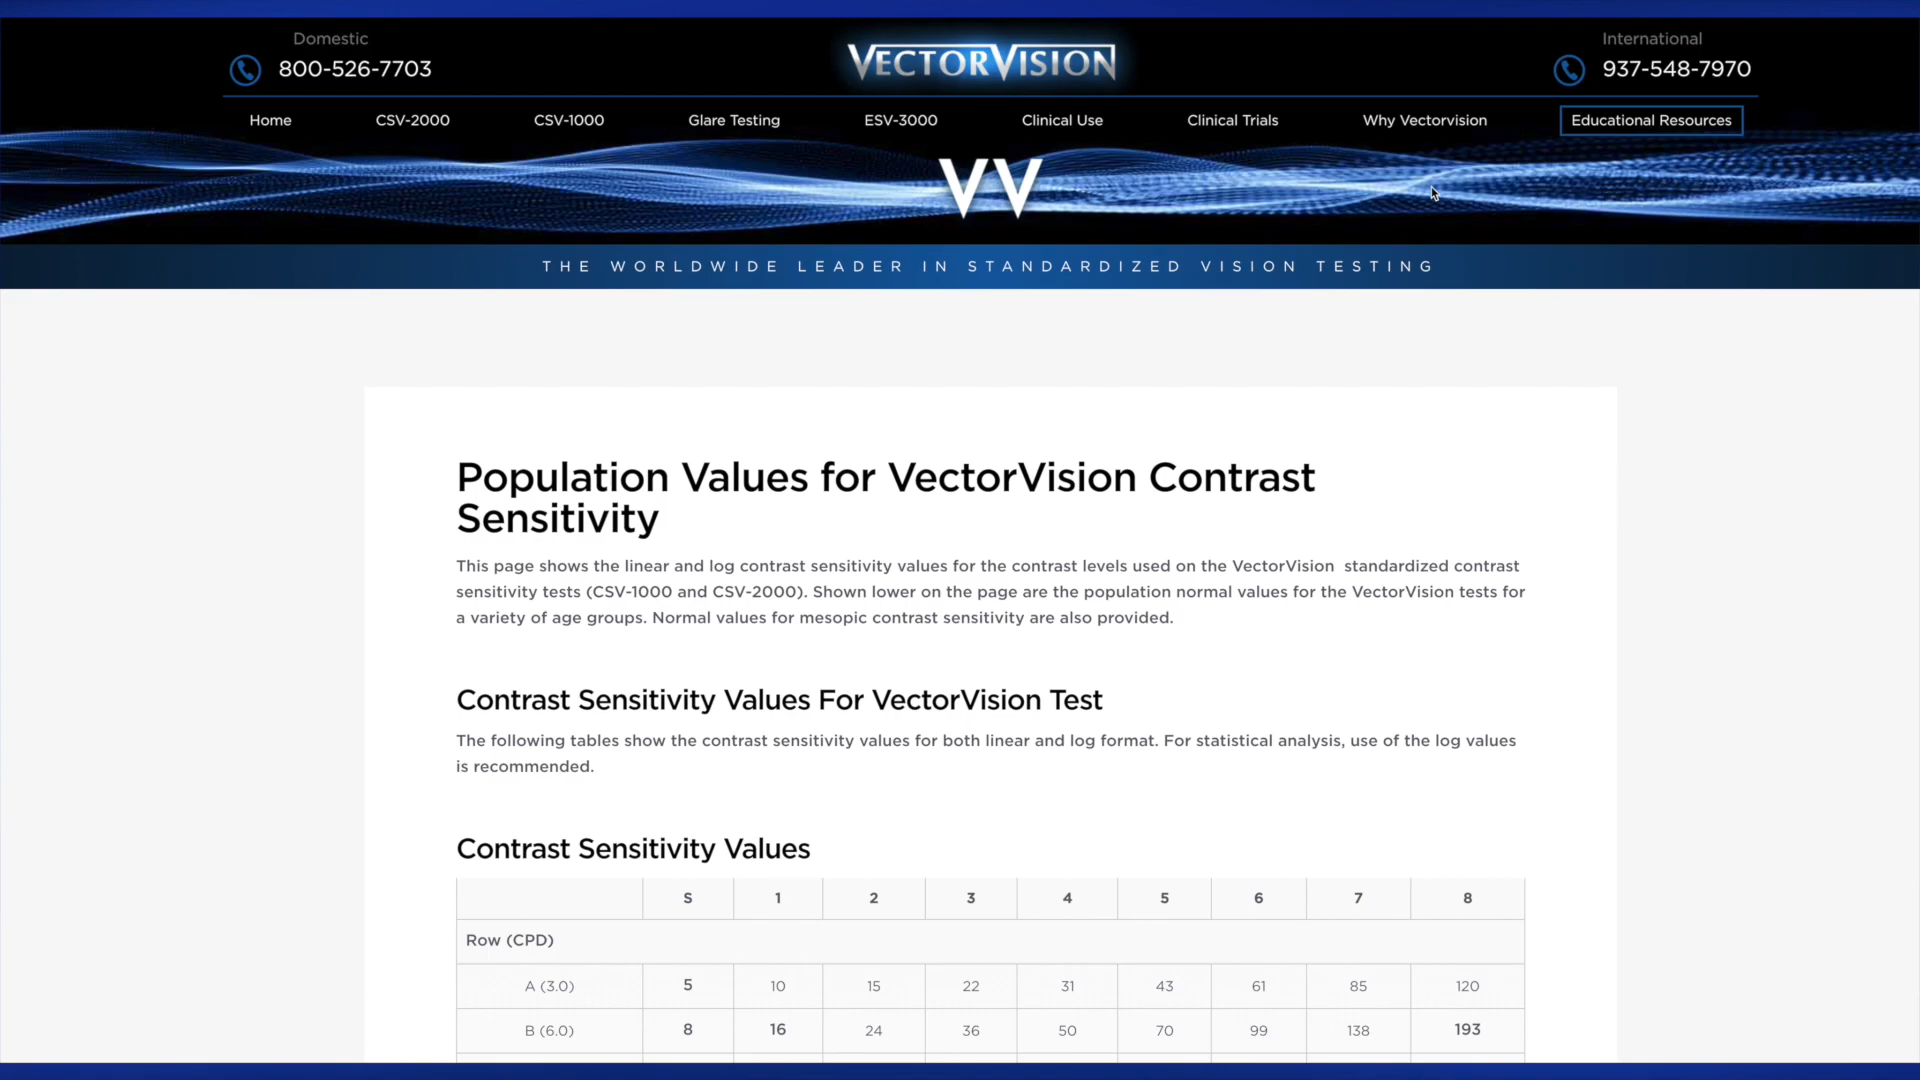 Domestic
800-526-7703
VECTORVISION
International
937-548-7970
Home CSV-2000 CSV-1000 Glare Testing ESV-3000 Clinical Use Clinical Trials Why Vectorvision Educational Resources
VV
THE WORLDWIDE LEADER IN STANDARDIZED VISION TESTING
Population Values for VectorVision Contrast
Sensitivity
This page shows the linear and log contrast sensitivity values for the contrast levels used on the VectorVision standardized contrast
sensitivity tests (CSV-1000 and CSV-2000). Shown lower on the page are the population normal values for the VectorVision tests for
a variety of age groups. Normal values for mesopic contrast sensitivity are also provided.
Contrast Sensitivity Values For VectorVision Test
The following tables show the contrast sensitivity values for both linear and log format. For statistical analysis, use of the log values
is recommended.
Contrast Sensitivity Values
S 1 2 3 4 5 6 7 8
Row (CPD)
A (3.0) 5 10 15 22 31 43 61 85 120
B (6.0) 8 16 24 36 50 70 99 138 193